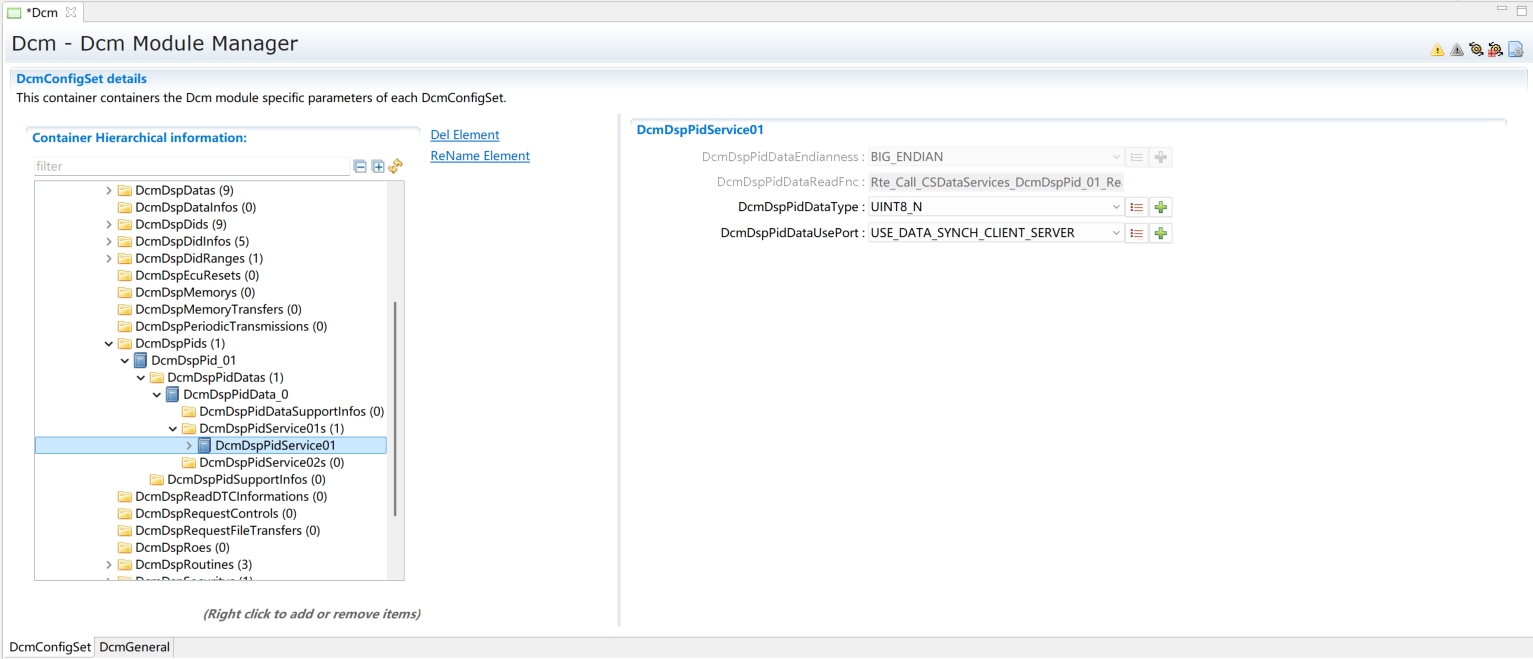 *Dcm
Dcm - Dcm Module Manager
DcmConfigSet details
This container containers the Dcm module specific parameters of each DcmConfigSet.
Container Hierarchical information:
filter
DcmDspDatas (9)
DcmDspDataInfos (0)
DcmDspDids (9)
DcmDspDidInfos (5)
DcmDspDidRanges (1)
DcmDspEcuResets (0)
DcmDspMemorys (0)
DcmDspMemoryTransfers (0)
DcmDspPeriodicTransmissions (0)
DcmDspPids (1)
DcmDspPid_01
DcmDspPidDatas (1)
DcmDspPidData_0
DcmDspPidDataSupportInfos (0)
DcmDspPidService01s (1)
DcmDspPidService01
DcmDspPidService02s (0)
DcmDspPidSupportInfos (0)
DcmDspReadDTCInformations (0)
DcmDspRequestControls (0)
DcmDspRequestFileTransfers (0)
DcmDspRoes (0)
DcmDspRoutines (3)
DcmDspSecuritys (1)
(Right click to add or remove items)
Del Element
ReName Element
DcmDspPidService01
DcmDspPidDataEndianness : BIG_ENDIAN
DcmDspPidDataReadFnc : Rte_Call_CSDataServices_DcmDspPid_01_Re
DcmDspPidDataType : UINT8_N
DcmDspPidDataUsePort : USE_DATA_SYNCH_CLIENT_SERVER
DcmConfigSet DcmGeneral